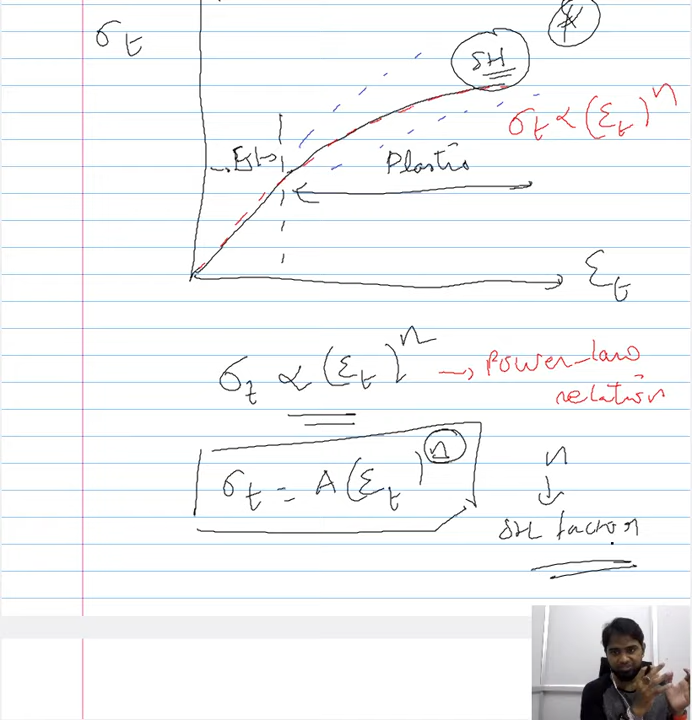 σt
SH
σt ∝ (εt)^n
Plastic
εt
σt ∝ (εt)^n → Power-law
relation
σt = A(εt)^n
n
↓
SH factor